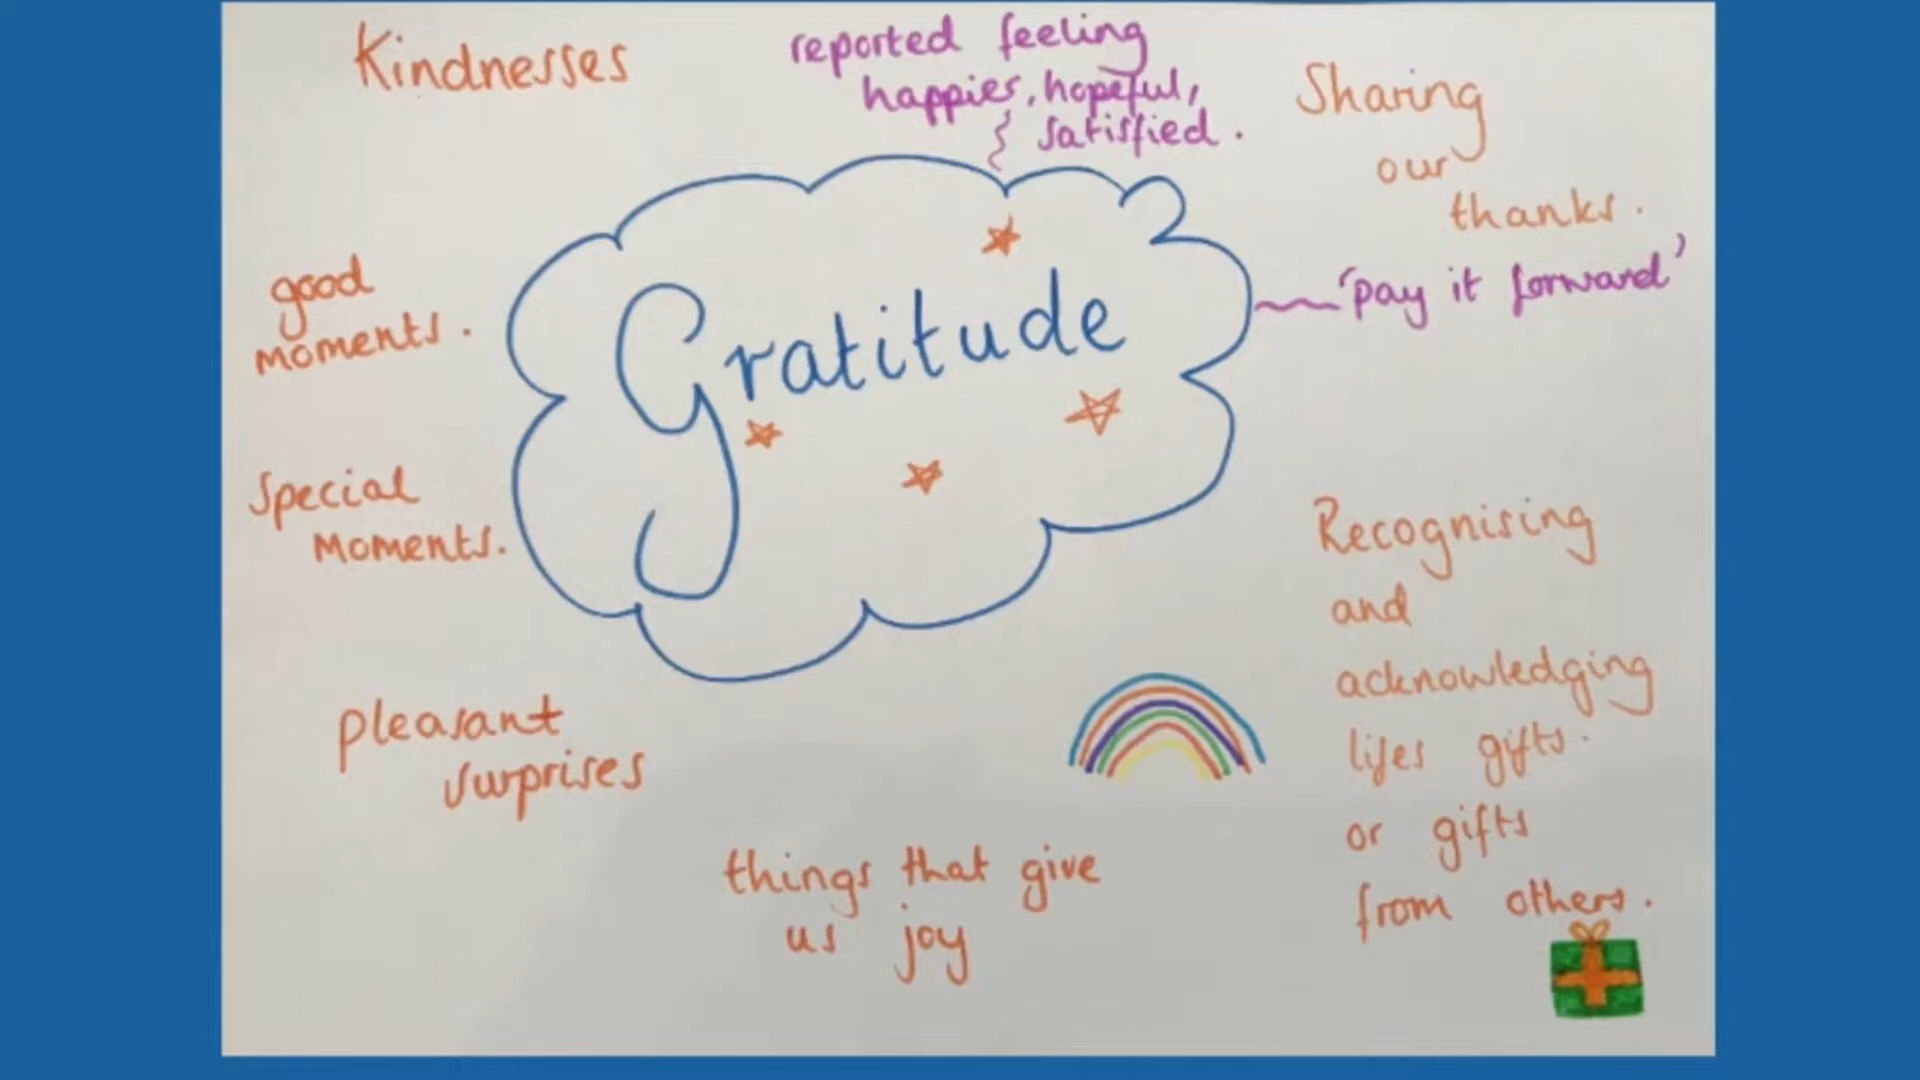 Kindnesses
reported feeling
happier, hopeful,
satisfied.
Sharing
our
thanks.
'pay it forward'
good
moments.
Gratitude
Special
Moments.
Recognising
and
acknowledging
lifes gifts.
or gifts
from others.
pleasant
surprises
things that give
us joy